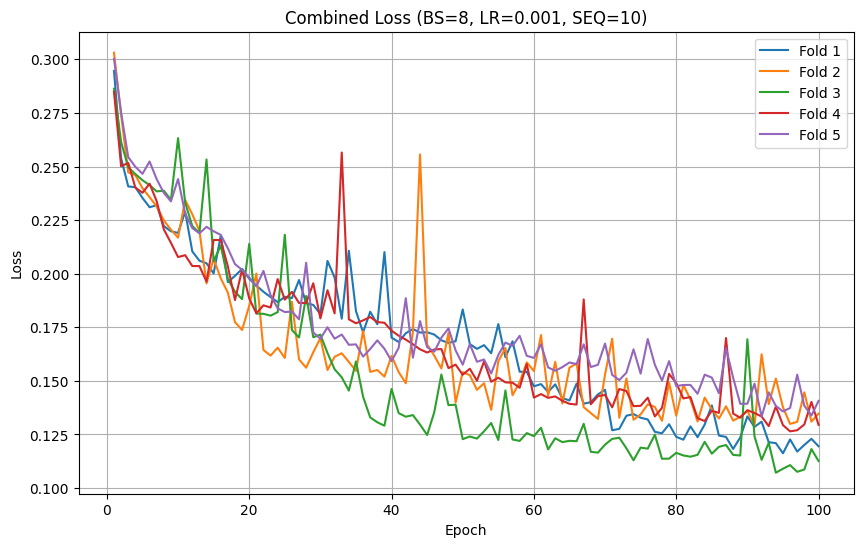 Combined Loss (BS=8, LR=0.001, SEQ=10)
Fold 1
Fold 2
Fold 3
Fold 4
Fold 5
Loss
0.300
0.275
0.250
0.225
0.200
0.175
0.150
0.125
0.100
0
20
40
60
80
100
Epoch